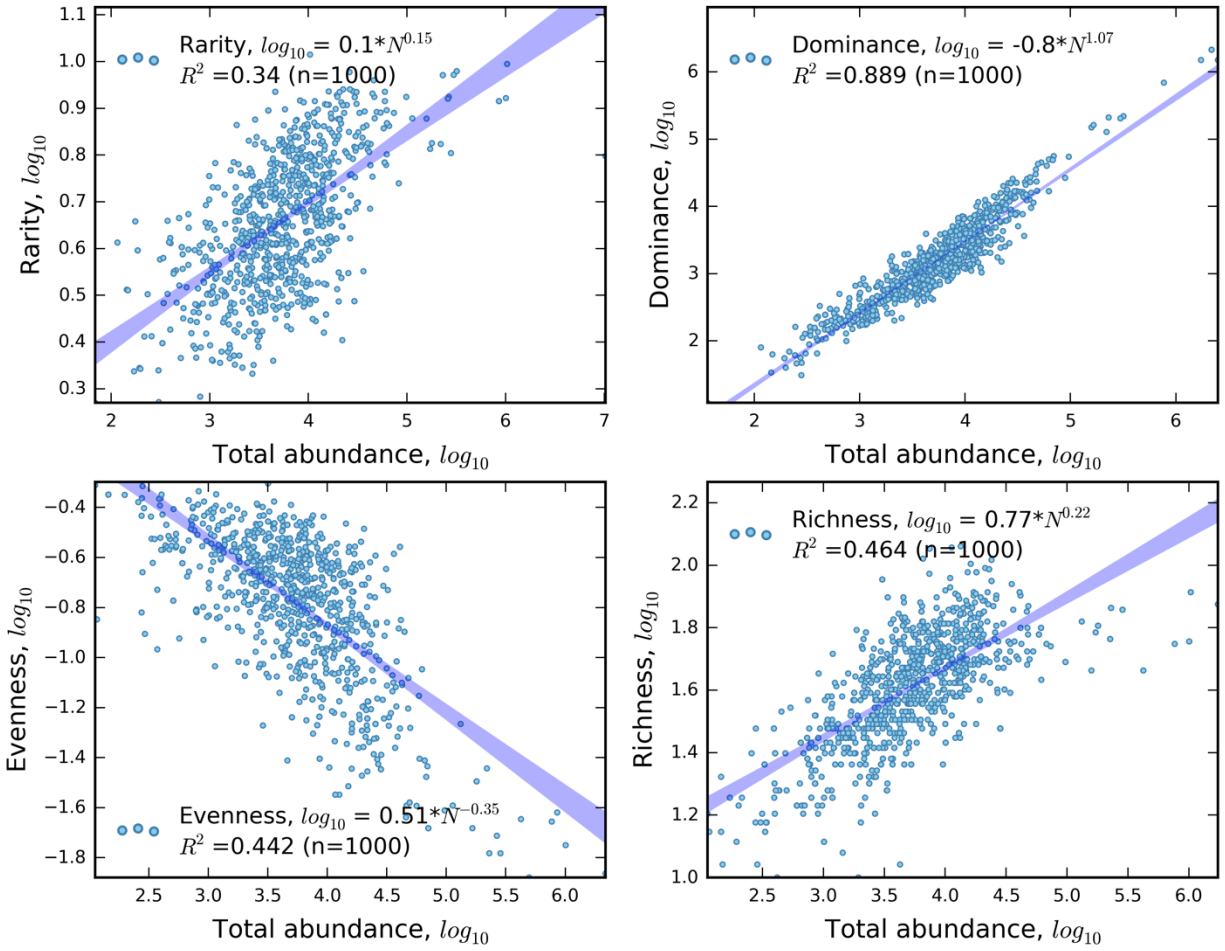 Rarity, log10 = 0.1*N^0.15
R^2 =0.34 (n=1000)
1.1
1.0
0.9
0.8
0.7
0.6
0.5
0.4
0.3
Rarity, log10
2 3 4 5 6 7
Total abundance, log10
Dominance, log10 = -0.8*N^1.07
R^2 =0.889 (n=1000)
6
5
4
3
2
Dominance, log10
2 3 4 5 6
Total abundance, log10
−0.4
−0.6
−0.8
−1.0
−1.2
−1.4
−1.6
−1.8
Evenness, log10
Evenness, log10 = 0.51*N^−0.35
R^2 =0.442 (n=1000)
2.5 3.0 3.5 4.0 4.5 5.0 5.5 6.0
Total abundance, log10
Richness, log10 = 0.77*N^0.22
R^2 =0.464 (n=1000)
2.2
2.0
1.8
1.6
1.4
1.2
1.0
Richness, log10
2.5 3.0 3.5 4.0 4.5 5.0 5.5 6.0
Total abundance, log10